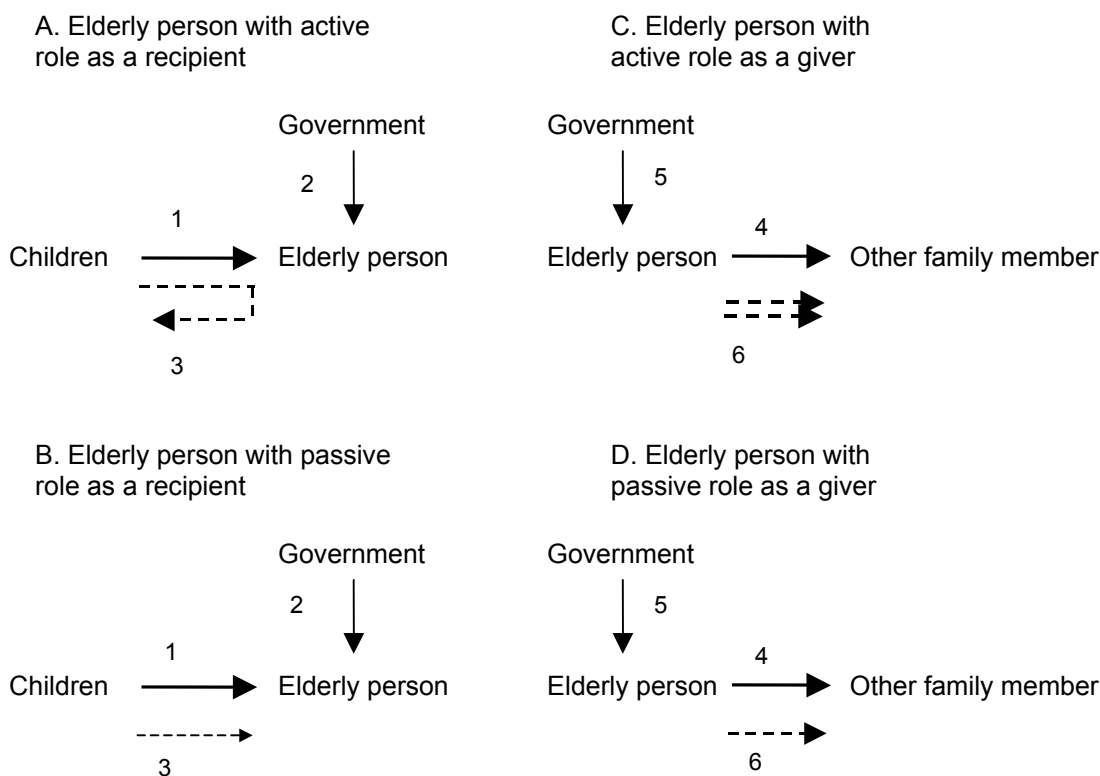 A. Elderly person with active
role as a recipient
Government
2
1
Children
Elderly person
3
C. Elderly person with
active role as a giver
Government
5
4
Elderly person
Other family member
6
B. Elderly person with passive
role as a recipient
Government
2
1
Children
Elderly person
3
D. Elderly person with
passive role as a giver
Government
5
4
Elderly person
Other family member
6